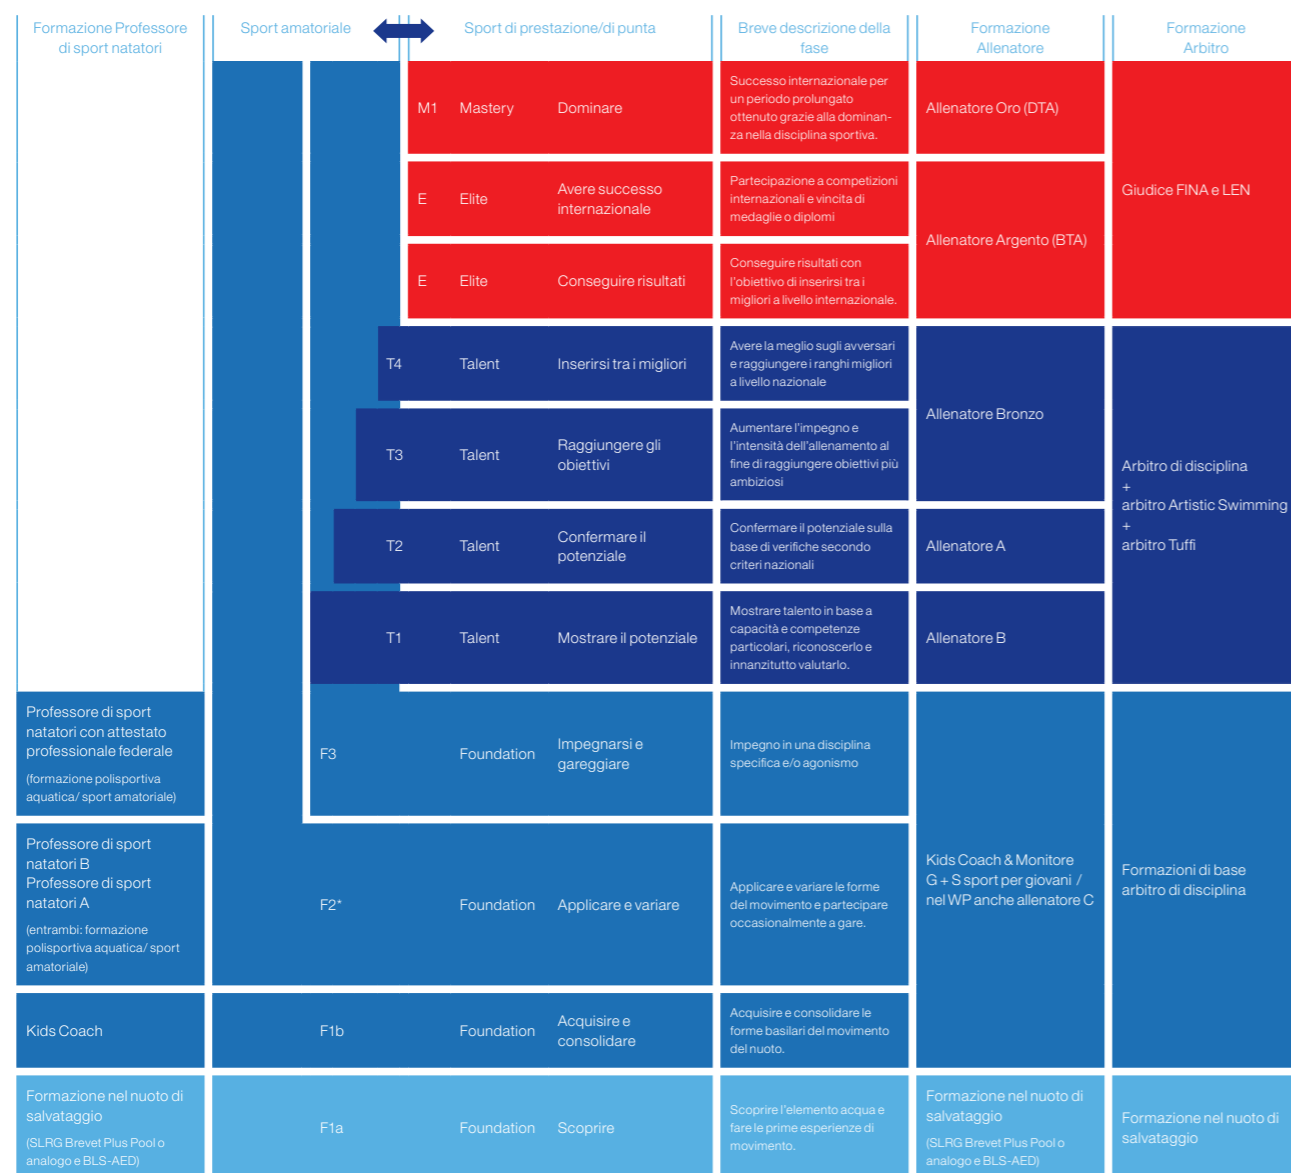 Formazione Professore
di sport natatori
Sport amatoriale
Sport di prestazione/di punta
Breve descrizione della
fase
Formazione
Allenatore
Formazione
Arbitro
M1
Mastery
Dominare
Successo internazionale per
un periodo prolungato
ottenuto grazie alla dominan-
za nella disciplina sportiva.
Allenatore Oro (DTA)
Giudice FINA e LEN
E
Elite
Avere successo
internazionale
Partecipazione a competizioni
internazionali e vincita di
medaglie o diplomi
Allenatore Argento (BTA)
E
Elite
Conseguire risultati
Conseguire risultati con
l'obiettivo di inserirsi tra i
migliori a livello internazionale.
T4
Talent
Inserirsi tra i migliori
Avere la meglio sugli avversari
e raggiungere i ranghi migliori
a livello nazionale
Allenatore Bronzo
T3
Talent
Raggiungere gli
obiettivi
Aumentare l'impegno e
l'intensità dell'allenamento al
fine di raggiungere obiettivi più
ambiziosi
Arbitro di disciplina
+
arbitro Artistic Swimming
+
arbitro Tuffi
T2
Talent
Confermare il
potenziale
Confermare il potenziale sulla
base di verifiche secondo
criteri nazionali
Allenatore A
T1
Talent
Mostrare il potenziale
Mostrare talento in base a
capacità e competenze
particolari, riconoscerlo e
innanzitutto valutarlo.
Allenatore B
Professore di sport
natatori con attestato
professionale federale
(formazione polisportiva
aquatica/ sport amatoriale)
F3
Foundation
Impegnarsi e
gareggiare
Impegno in una disciplina
specifica e/o agonismo
Professore di sport
natatori B
Professore di sport
natatori A
(entrambi: formazione
polisportiva aquatica/ sport
amatoriale)
F2*
Foundation
Applicare e variare
Applicare e variare le forme
del movimento e partecipare
occasionalmente a gare.
Kids Coach & Monitore
G + S sport per giovani /
nel WP anche allenatore C
Formazioni di base
arbitro di disciplina
Kids Coach
F1b
Foundation
Acquisire e
consolidare
Acquisire e consolidare le
forme basilari del movimento
del nuoto.
Formazione nel nuoto di
salvataggio
(SLRG Brevet Plus Pool o
analogo e BLS-AED)
F1a
Foundation
Scoprire
Scoprire l'elemento acqua e
fare le prime esperienze di
movimento.
Formazione nel nuoto di
salvataggio
(SLRG Brevet Plus Pool o
analogo e BLS-AED)
Formazione nel nuoto di
salvataggio